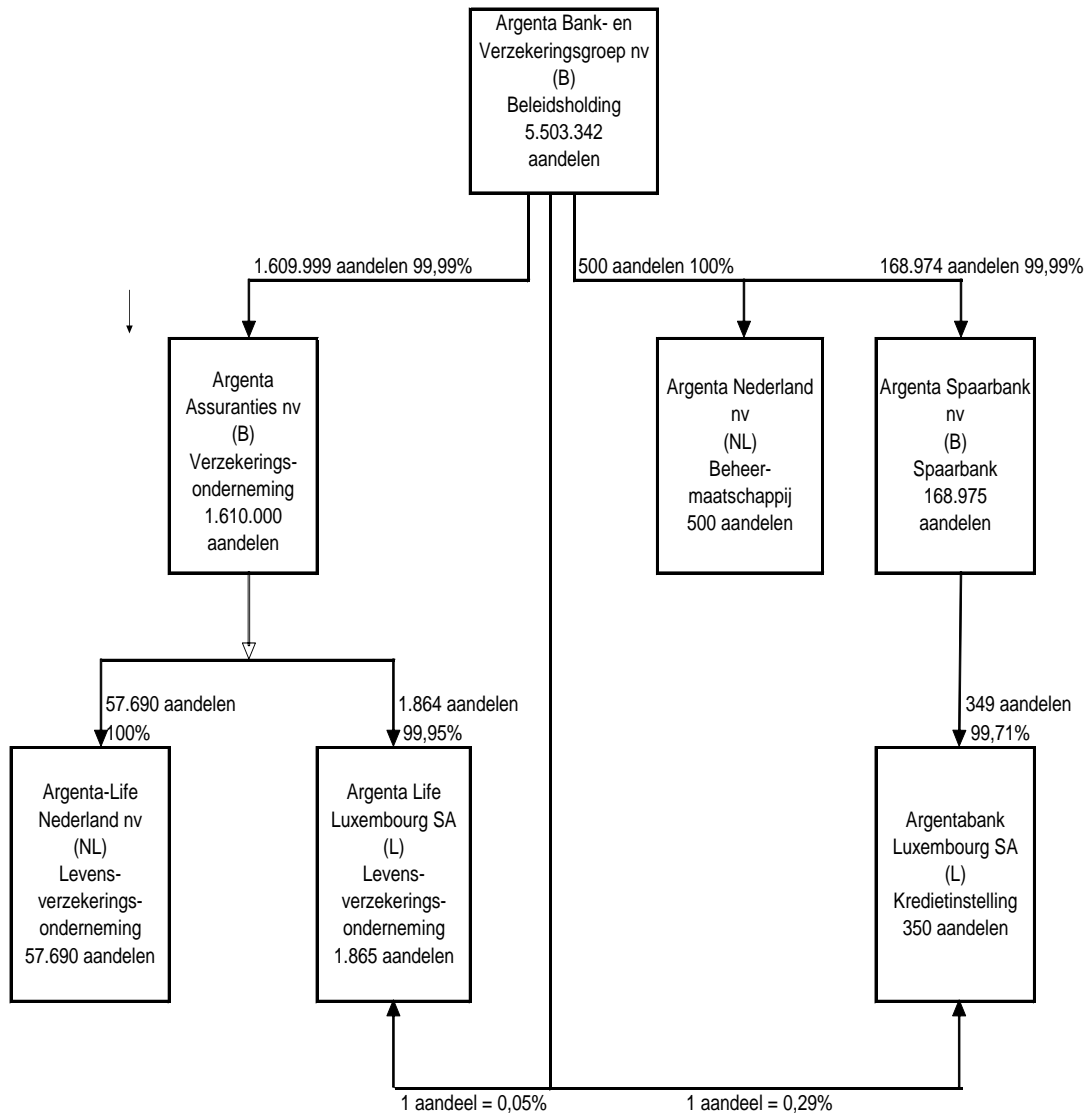 Argenta Bank- en
Verzekeringsgroep nv
(B)
Beleidsholding
5.503.342
aandelen
1.609.999 aandelen 99,99%
500 aandelen 100%
168.974 aandelen 99,99%
Argenta
Assuranties nv
(B)
Verzekerings-
onderneming
1.610.000
aandelen
Argenta Nederland
nv
(NL)
Beheer-
maatschappij
500 aandelen
Argenta Spaarbank
nv
(B)
Spaarbank
168.975
aandelen
57.690 aandelen
100%
1.864 aandelen
99,95%
349 aandelen
99,71%
Argenta-Life
Nederland nv
(NL)
Levens-
verzekerings-
onderneming
57.690 aandelen
Argenta Life
Luxembourg SA
(L)
Levens-
verzekerings-
onderneming
1.865 aandelen
Argentabank
Luxembourg SA
(L)
Kredietinstelling
350 aandelen
1 aandeel = 0,05%
1 aandeel = 0,29%